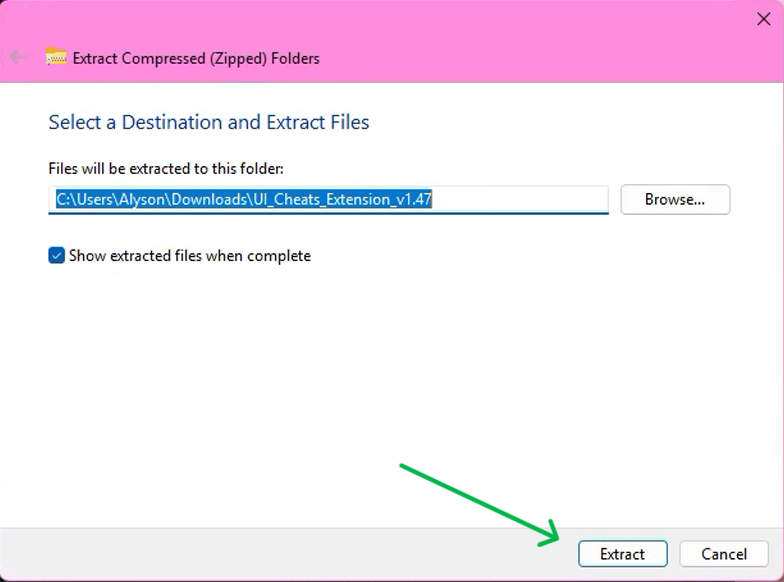 Extract Compressed (Zipped) Folders
Select a Destination and Extract Files
Files will be extracted to this folder:
C:\Users\Alyson\Downloads\UI_Cheats_Extension_v1.47
Browse...
Show extracted files when complete
Extract
Cancel